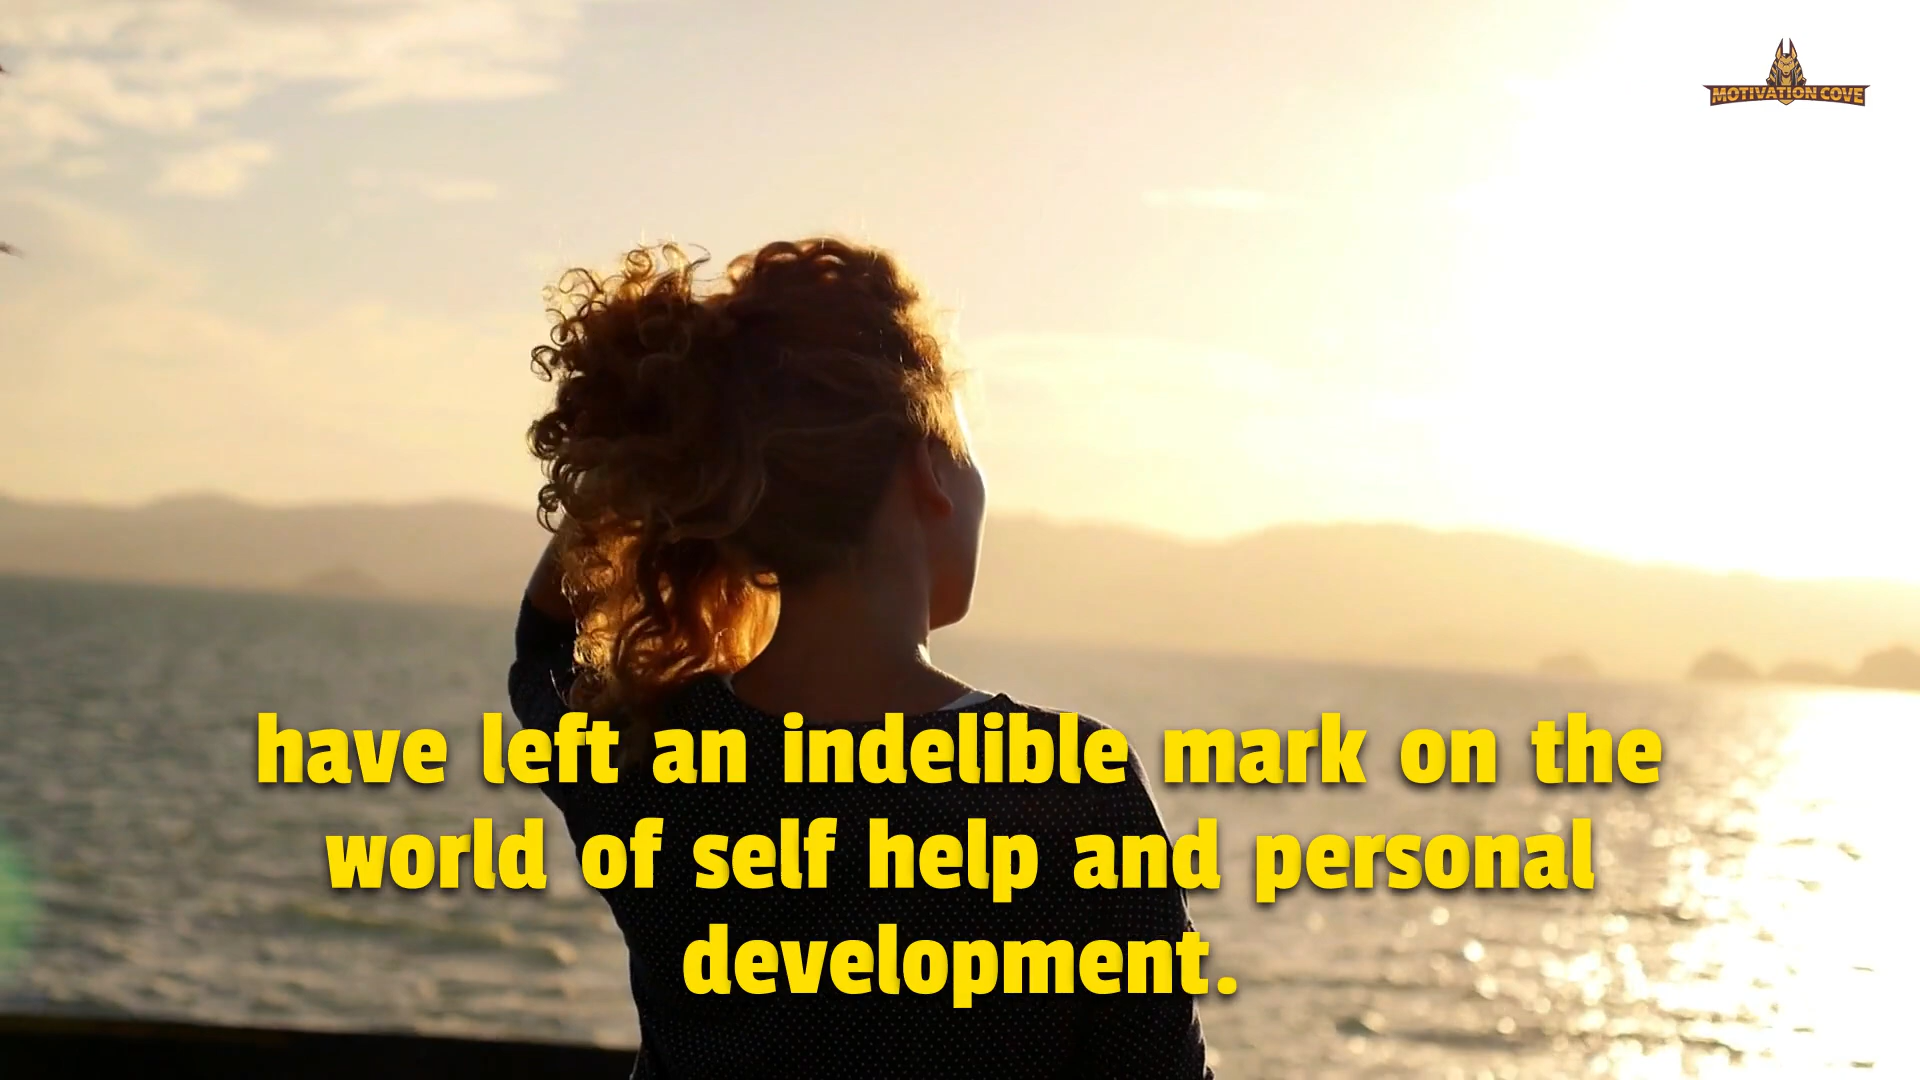 MOTIVATION COVE
have left an indelible mark on the
world of self help and personal
development.